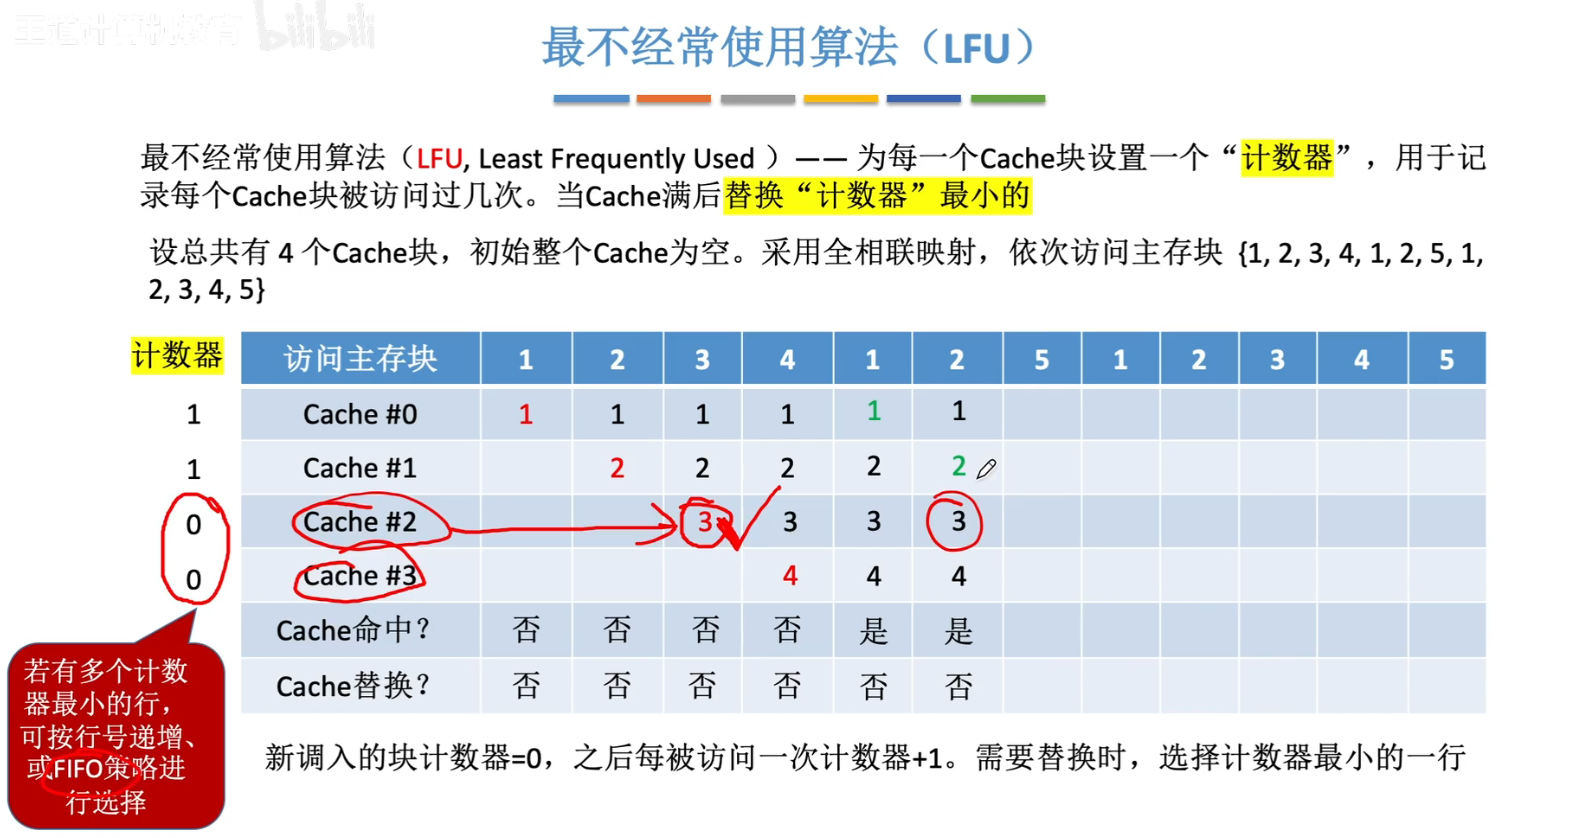 王道计算机教育 bilibili
最不经常使用算法（LFU）
最不经常使用算法（LFU, Least Frequently Used ）—— 为每一个Cache块设置一个“计数器”，用于记
录每个Cache块被访问过几次。当Cache满后替换“计数器”最小的
设总共有 4 个Cache块，初始整个Cache为空。采用全相联映射，依次访问主存块 {1, 2, 3, 4, 1, 2, 5, 1,
2, 3, 4, 5}
计数器 访问主存块 1 2 3 4 1 2 5 1 2 3 4 5
1 Cache #0 1 1 1 1 1 1
1 Cache #1 2 2 2 2 2
0 Cache #2 3 3 3 3
0 Cache #3 4 4 4
Cache命中？ 否 否 否 否 是 是
Cache替换？ 否 否 否 否 否 否
若有多个计数
器最小的行，
可按行号递增、
或FIFO策略进
行选择
新调入的块计数器=0，之后每被访问一次计数器+1。需要替换时，选择计数器最小的一行